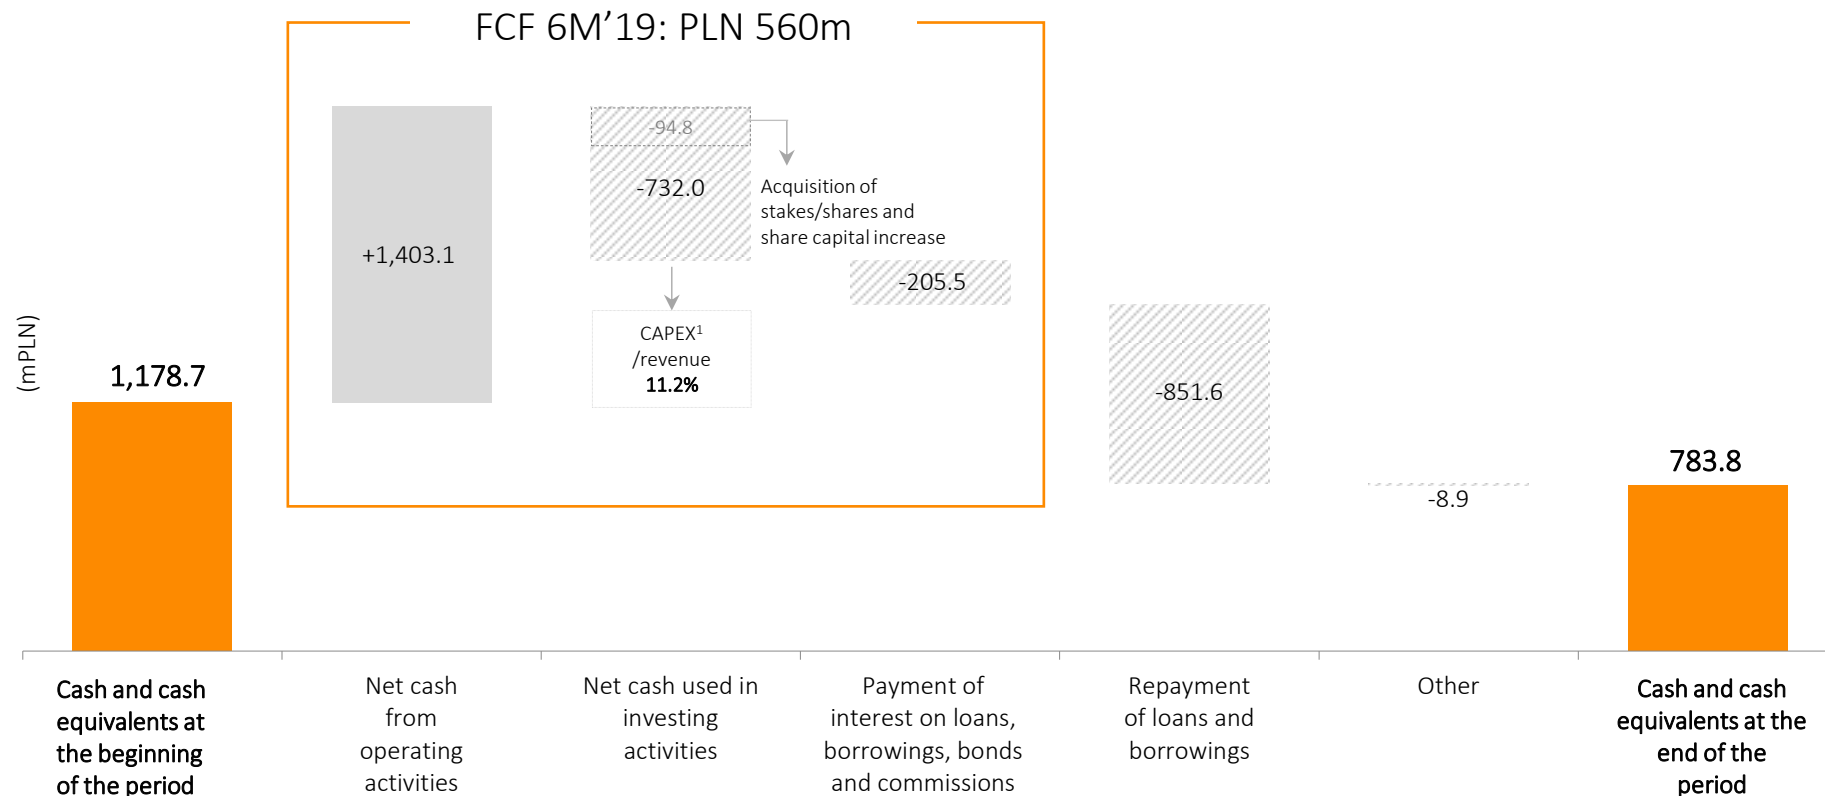 FCF 6M’19: PLN 560m
(mPLN)
1,178.7
+1,403.1
-94.8
-732.0
Acquisition of
stakes/shares and
share capital increase
CAPEX¹
/revenue
11.2%
-205.5
-851.6
-8.9
783.8
Cash and cash
equivalents at
the beginning
of the period
Net cash
from
operating
activities
Net cash used in
investing
activities
Payment of
interest on loans,
borrowings, bonds
and commissions
Repayment
of loans and
borrowings
Other
Cash and cash
equivalents at the
end of the
period